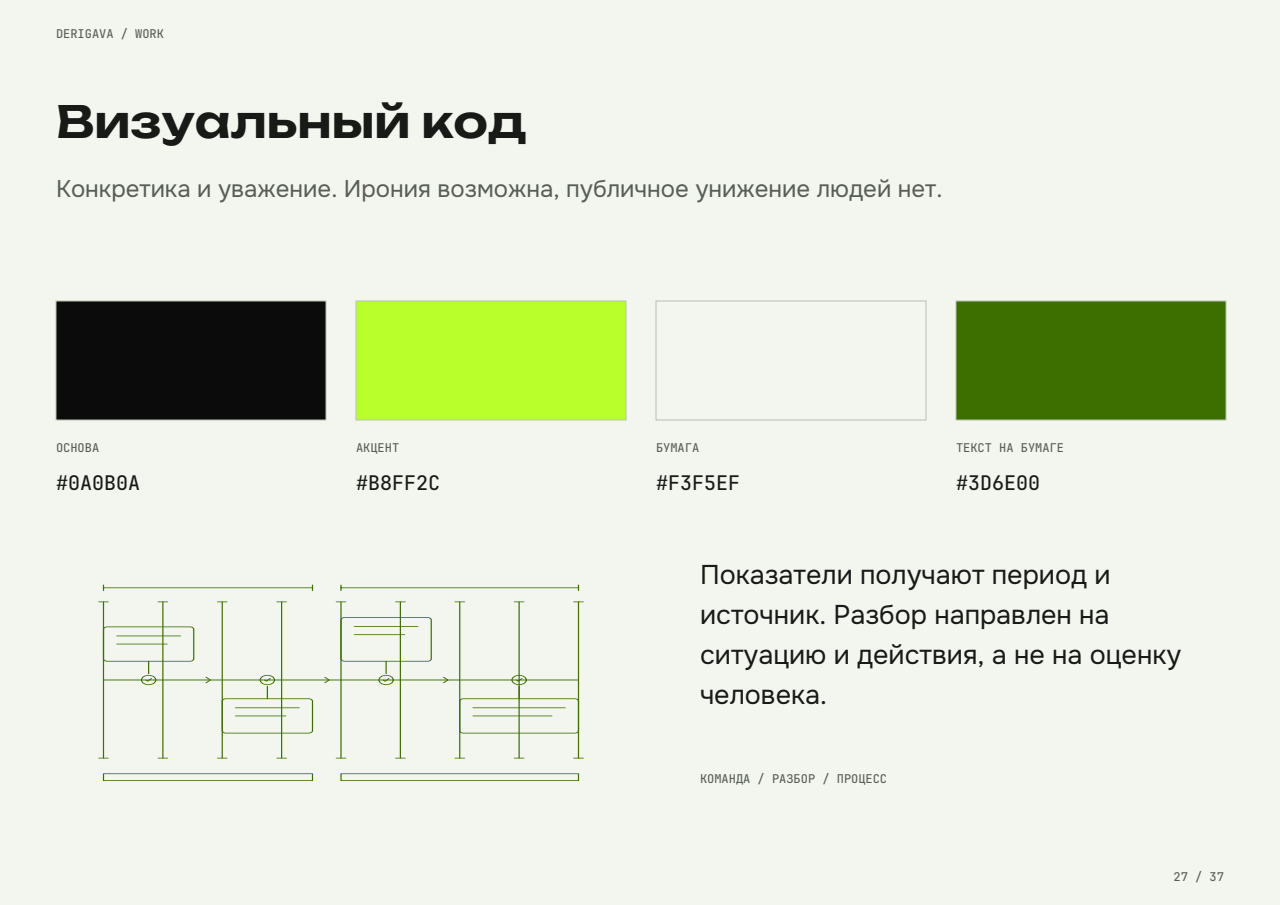 DERIGAVA / WORK
Визуальный код
Конкретика и уважение. Ирония возможна, публичное унижение людей нет.
ОСНОВА
#0A0B0A
АКЦЕНТ
#B8FF2C
БУМАГА
#F3F5EF
ТЕКСТ НА БУМАГЕ
#3D6E00
Показатели получают период и
источник. Разбор направлен на
ситуацию и действия, а не на оценку
человека.
КОМАНДА / РАЗБОР / ПРОЦЕСС
27 / 37